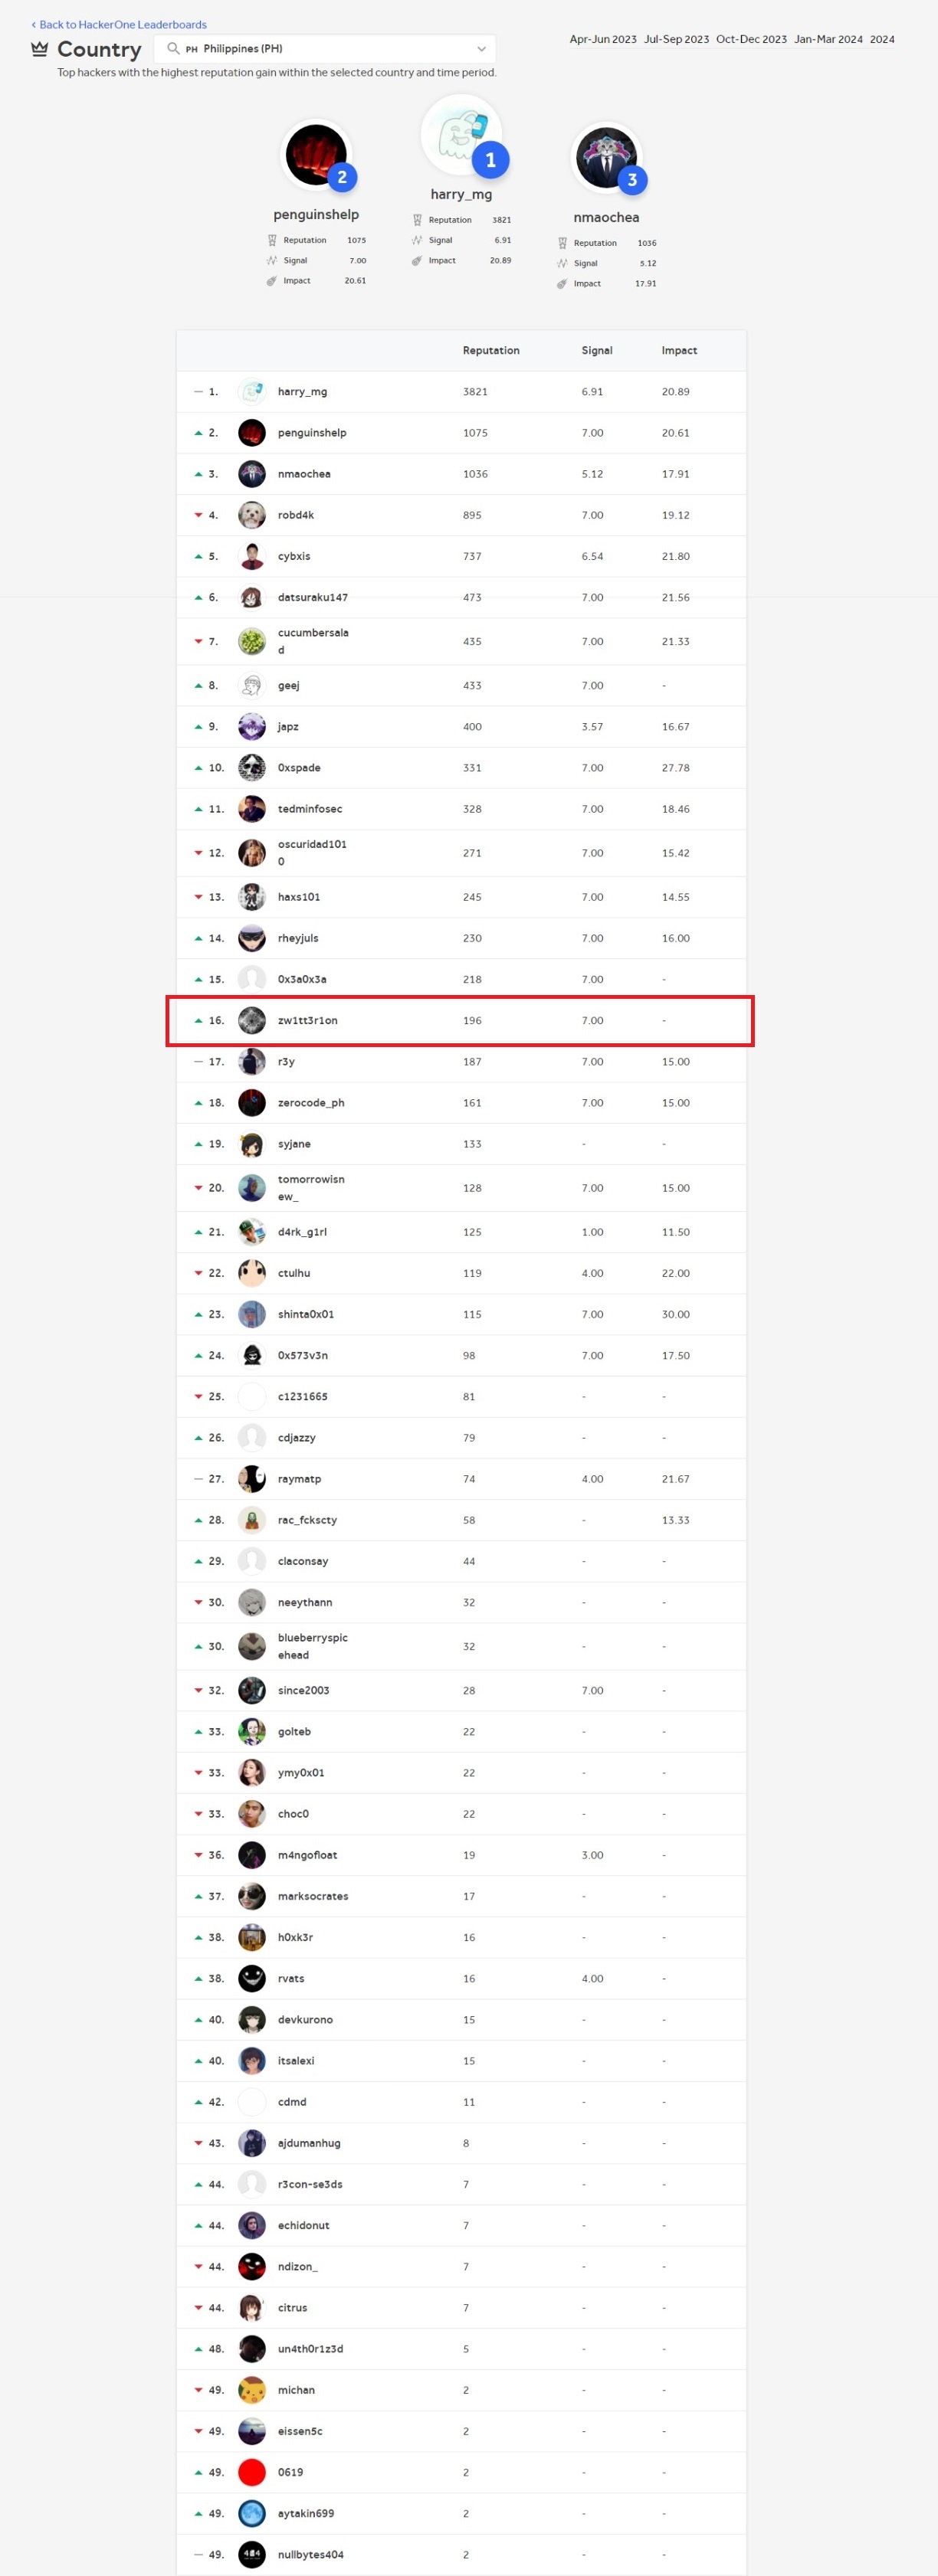 ‹ Back to HackerOne Leaderboards
Country PH Philippines (PH)
Apr-Jun 2023 Jul-Sep 2023 Oct-Dec 2023 Jan-Mar 2024 2024
Top hackers with the highest reputation gain within the selected country and time period.
2
penguinshelp
Reputation 1075
Signal 7.00
Impact 20.61
1
harry_mg
Reputation 3821
Signal 6.91
Impact 20.89
3
nmaochea
Reputation 1036
Signal 5.12
Impact 17.91
Reputation Signal Impact
1. harry_mg 3821 6.91 20.89
2. penguinshelp 1075 7.00 20.61
3. nmaochea 1036 5.12 17.91
4. robd4k 895 7.00 19.12
5. cybxis 737 6.54 21.80
6. datsuraku147 473 7.00 21.56
7. cucumbersala
d 435 7.00 21.33
8. geej 433 7.00 -
9. japz 400 3.57 16.67
10. 0xspade 331 7.00 27.78
11. tedminfosec 328 7.00 18.46
12. oscuridad101
0 271 7.00 15.42
13. haxs101 245 7.00 14.55
14. rheyjuls 230 7.00 16.00
15. 0x3a0x3a 218 7.00 -
16. zw1tt3r1on 196 7.00 -
17. r3y 187 7.00 15.00
18. zerocode_ph 161 7.00 15.00
19. syjane 133 - -
20. tomorrowisn
ew_ 128 7.00 15.00
21. d4rk_g1rl 125 1.00 11.50
22. ctulhu 119 4.00 22.00
23. shinta0x01 115 7.00 30.00
24. 0x573v3n 98 7.00 17.50
25. c1231665 81 - -
26. cdjazzy 79 - -
27. raymatp 74 4.00 21.67
28. rac_fckscty 58 - 13.33
29. claconsay 44 - -
30. neeythann 32 - -
30. blueberryspic
ehead 32 - -
32. since2003 28 7.00 -
33. golteb 22 - -
33. ymy0x01 22 - -
33. choc0 22 - -
36. m4ngofloat 19 3.00 -
37. marksocrates 17 - -
38. h0xk3r 16 - -
38. rvats 16 4.00 -
40. devkurono 15 - -
40. itsalexi 15 - -
42. cdmd 11 - -
43. ajdumanhug 8 - -
44. r3con-se3ds 7 - -
44. echidonut 7 - -
44. ndizon_ 7 - -
44. citrus 7 - -
48. un4th0r1z3d 5 - -
49. michan 2 - -
49. eissen5c 2 - -
49. 0619 2 - -
49. aytakin699 2 - -
49. nullbytes404 2 - -